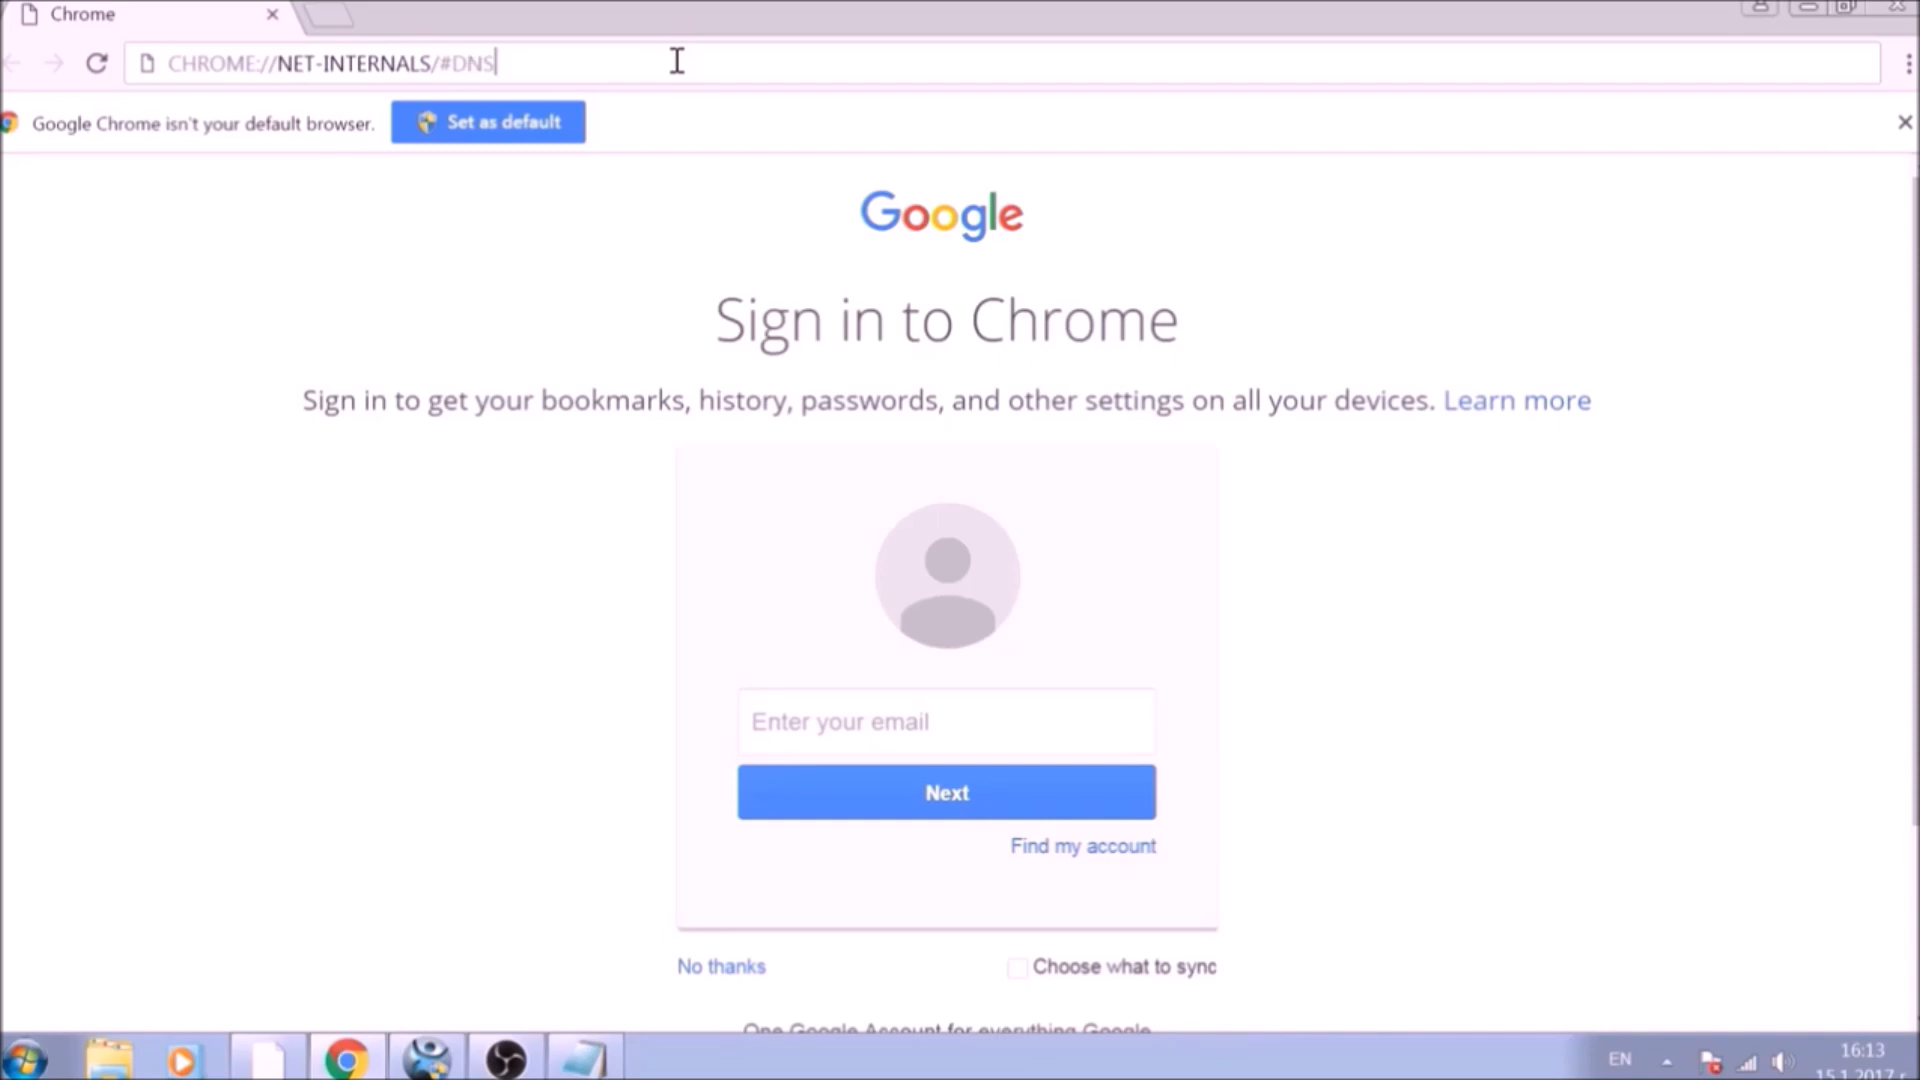 Chrome
CHROME://NET-INTERNALS/#DNS
Google Chrome isn't your default browser.
Set as default
Google
Sign in to Chrome
Sign in to get your bookmarks, history, passwords, and other settings on all your devices. Learn more
Enter your email
Next
Find my account
No thanks
Choose what to sync
One Google Account for everything Google
EN
16:13
15.1.2017 г.